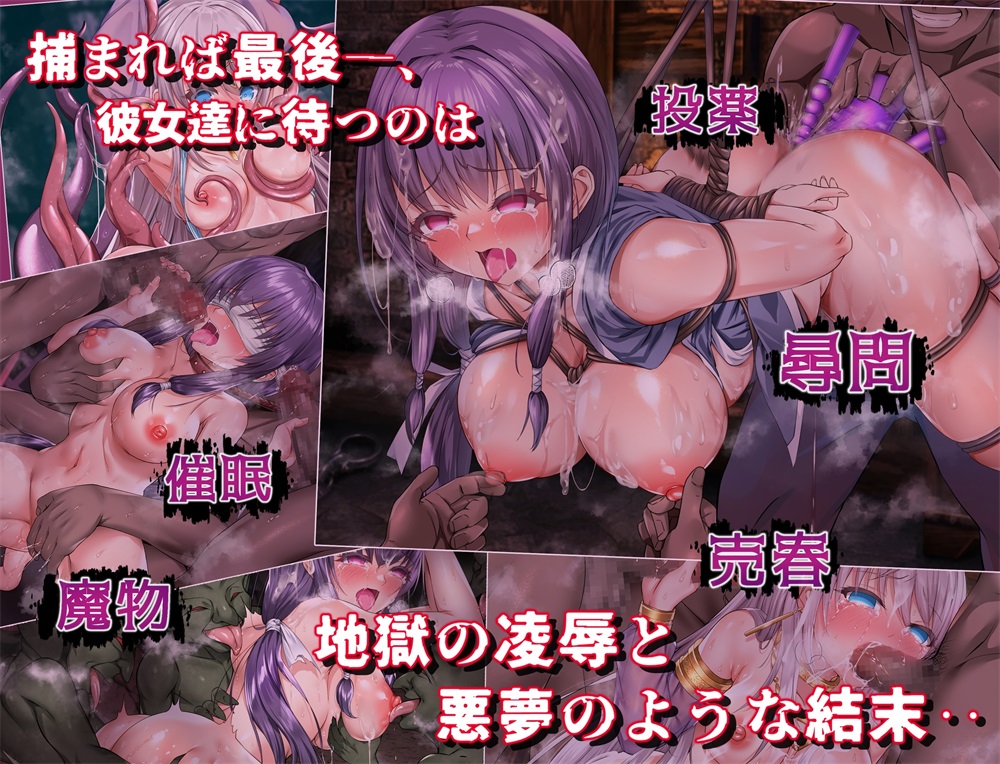 捕まれば最後―、
彼女達に待つのは
投薬
尋問
催眠
売春
魔物
地獄の凌辱と
悪夢のような結末‥